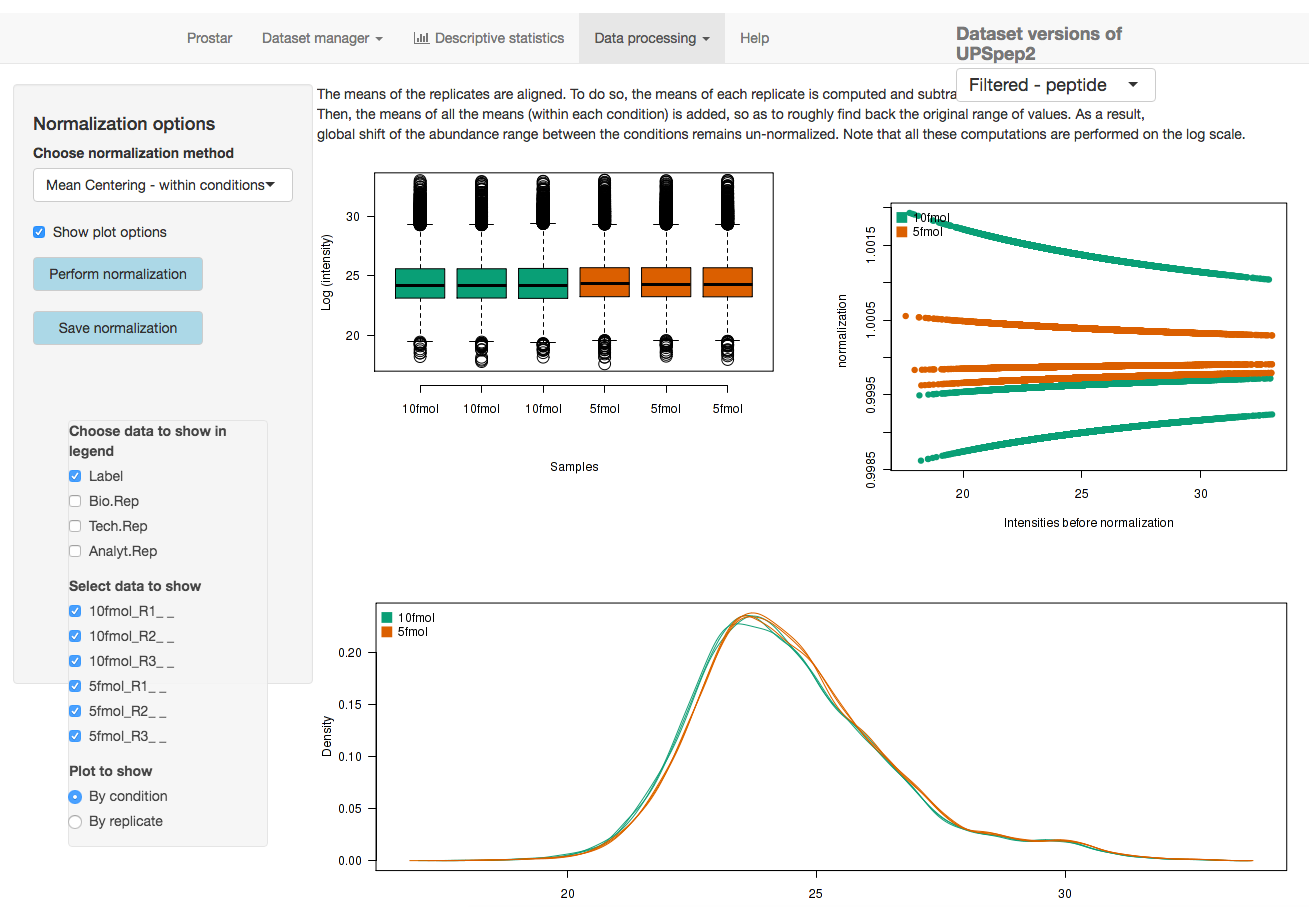 Prostar
Dataset manager
Descriptive statistics
Data processing
Help
Dataset versions of
UPSpep2
Filtered - peptide
Normalization options
Choose normalization method
Mean Centering - within conditions
Show plot options
Perform normalization
Save normalization
Choose data to show in
legend
Label
Bio.Rep
Tech.Rep
Analyt.Rep
Select data to show
10fmol_R1_ _
10fmol_R2_ _
10fmol_R3_ _
5fmol_R1_ _
5fmol_R2_ _
5fmol_R3_ _
Plot to show
By condition
By replicate
The means of the replicates are aligned. To do so, the means of each replicate is computed and subtra
Then, the means of all the means (within each condition) is added, so as to roughly find back the original range of values. As a result,
global shift of the abundance range between the conditions remains un-normalized. Note that all these computations are performed on the log scale.
Log (intensity)
30
25
20
10fmol
10fmol
10fmol
5fmol
5fmol
5fmol
Samples
10fmol
5fmol
normalization
1.0015
1.0005
0.9995
0.9985
20
25
30
Intensities before normalization
10fmol
5fmol
Density
0.20
0.15
0.10
0.05
0.00
20
25
30